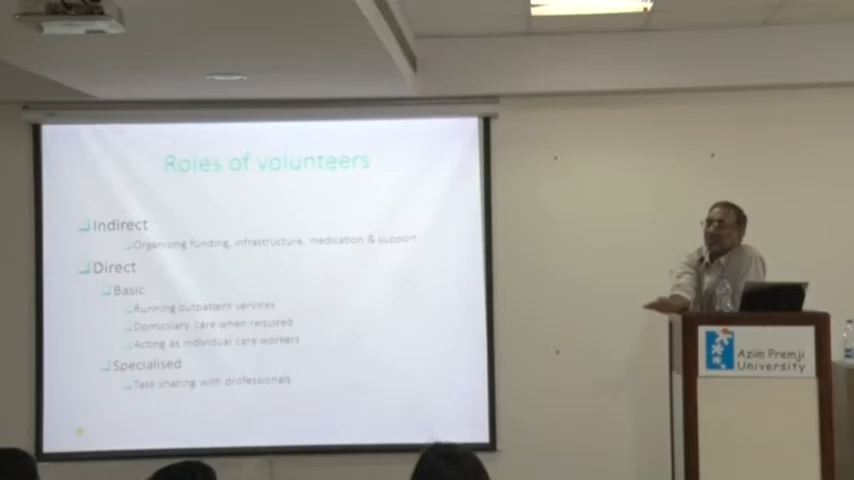 Roles of volunteers
Indirect
Organising funding, infrastructure, medication & support
Direct
Basic
Running outpatient services
Domiciliary care when required
Acting as individual care workers
Specialised
Task sharing with professionals
Azim Premji
University